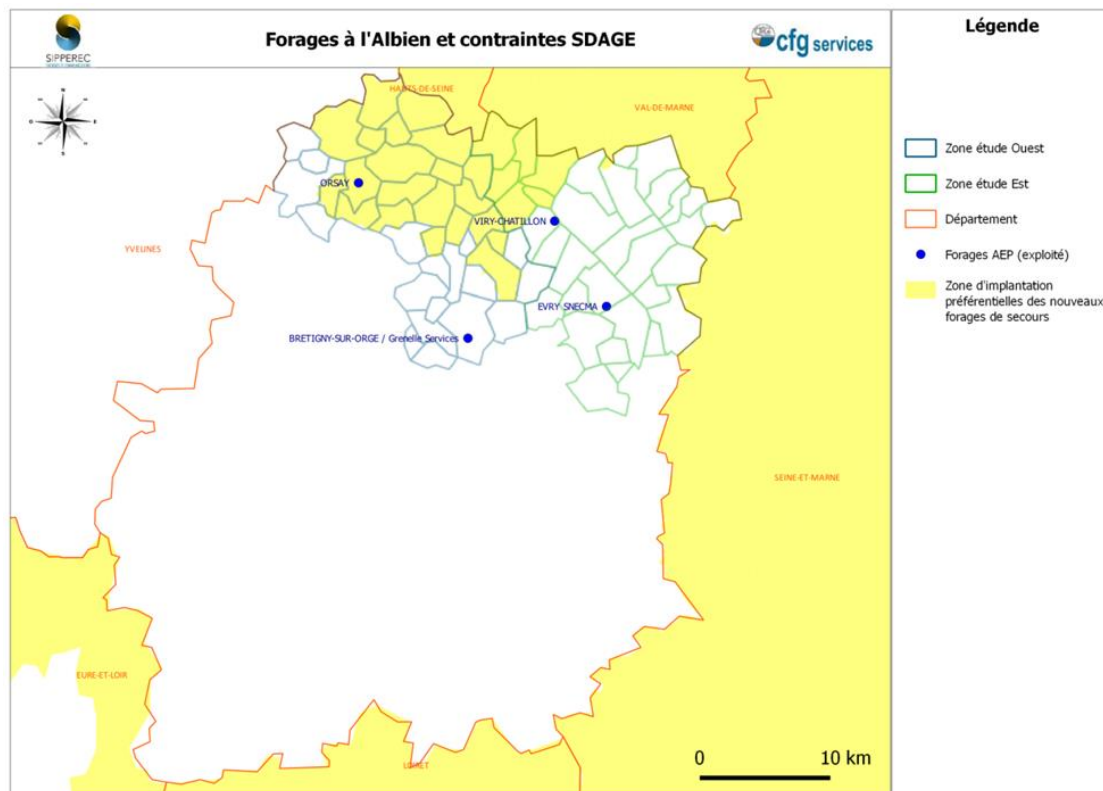 SIPPEREC
Forages à l'Albien et contraintes SDAGE
cfg services
Légende
N
E
S
O
HAUTS-DE-SEINE
VAL-DE-MARNE
ORSAY
VIRY-CHATILLON
YVELINES
EVRY SNECMA
BRETIGNY-SUR-ORGE / Grenelle Services
SEINE-ET-MARNE
EURE-ET-LOIR
LOIRET
0 10 km
Zone étude Ouest
Zone étude Est
Département
Forages AEP (exploité)
Zone d'implantation
préférentielles des nouveaux
forages de secours